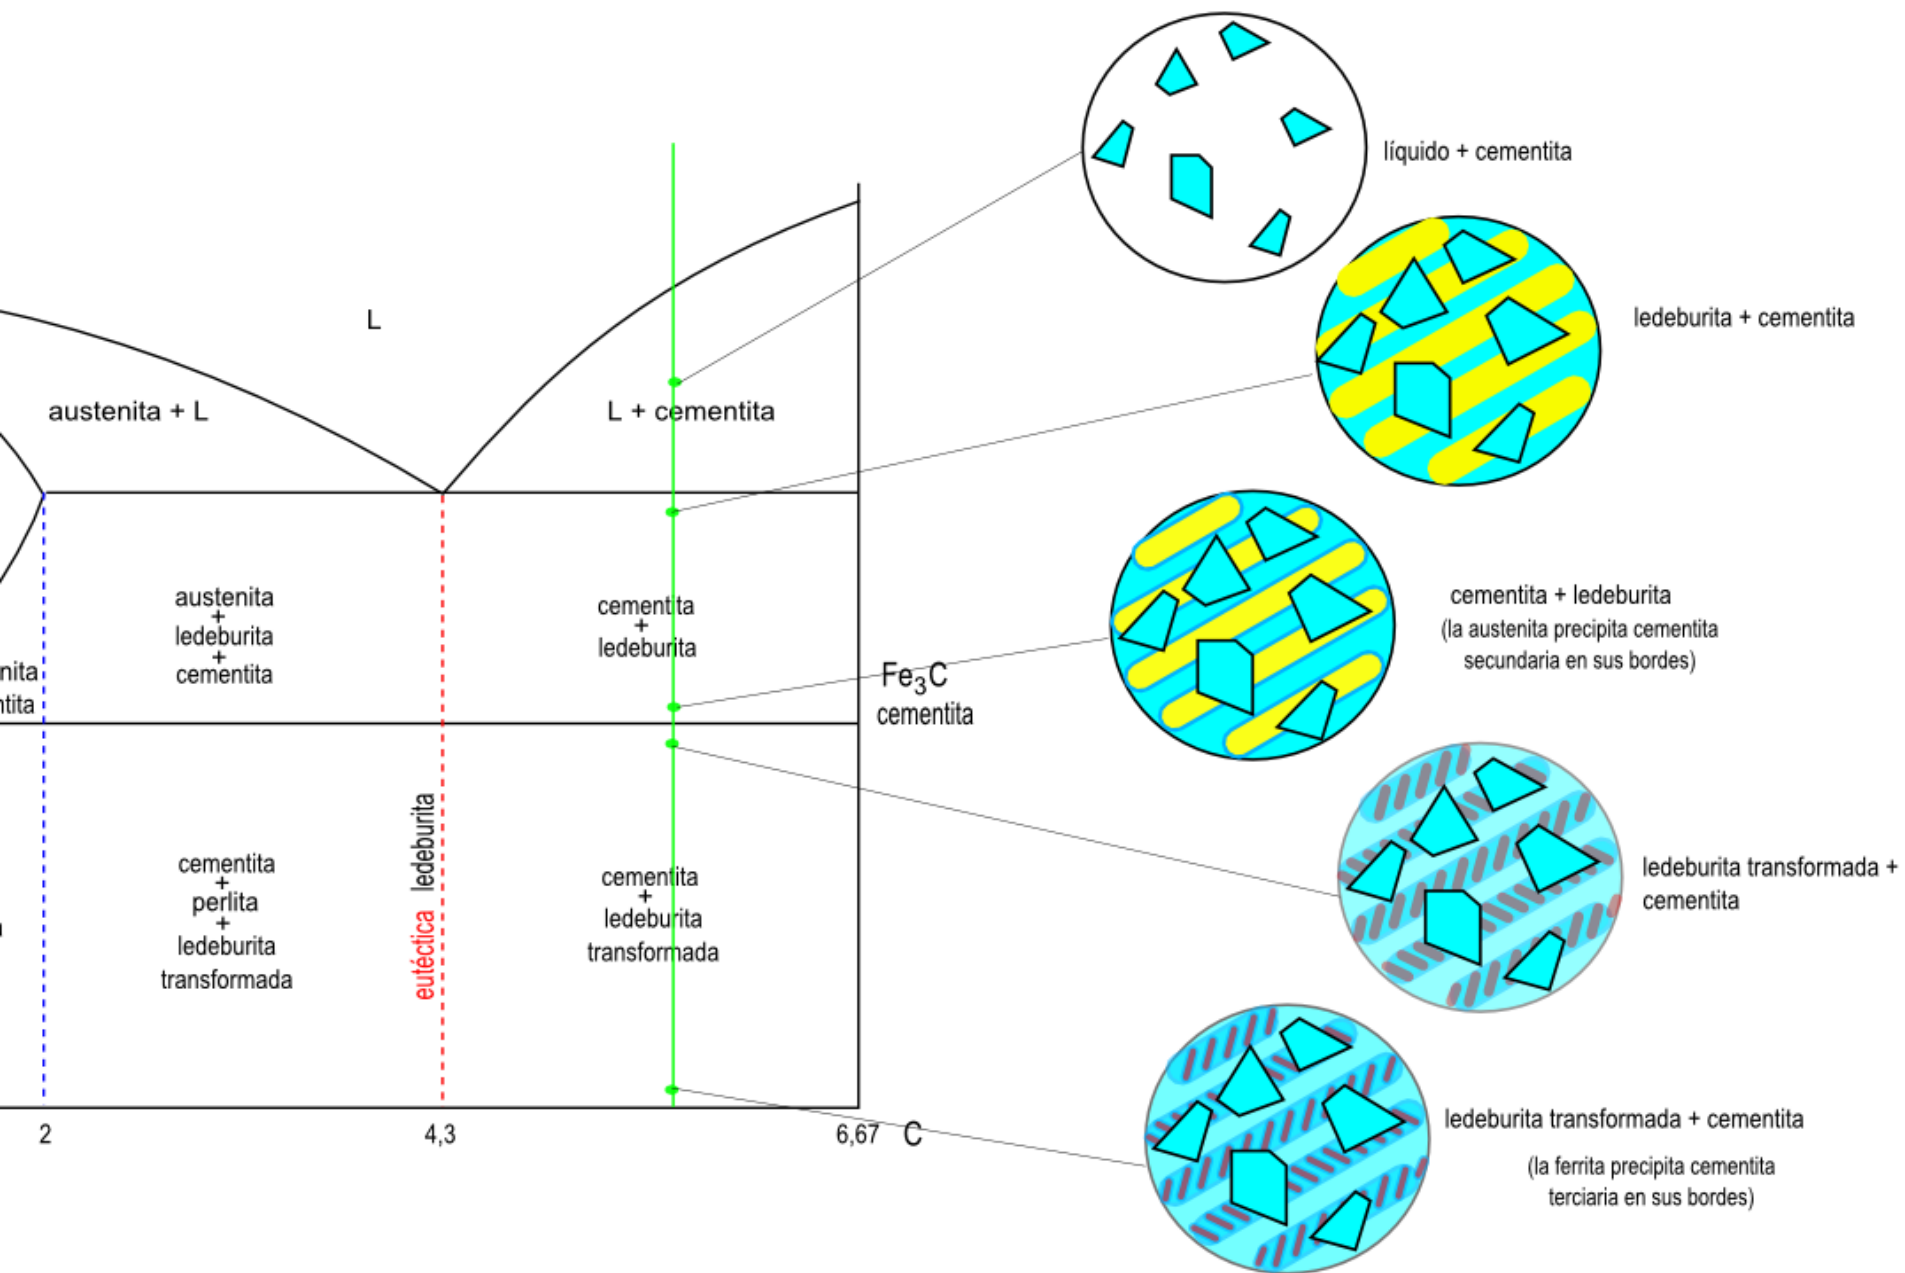 L
austenita + L
L + cementita
austenita
+
ledeburita
+
cementita
cementita
+
ledeburita
nita
ntita
Fe3C
cementita
cementita
+
perlita
+
ledeburita
transformada
eutéctica ledeburita
cementita
+
ledeburita
transformada
2
4,3
6,67
C
líquido + cementita
ledeburita + cementita
cementita + ledeburita
(la austenita precipita cementita
secundaria en sus bordes)
ledeburita transformada +
cementita
ledeburita transformada + cementita
(la ferrita precipita cementita
terciaria en sus bordes)